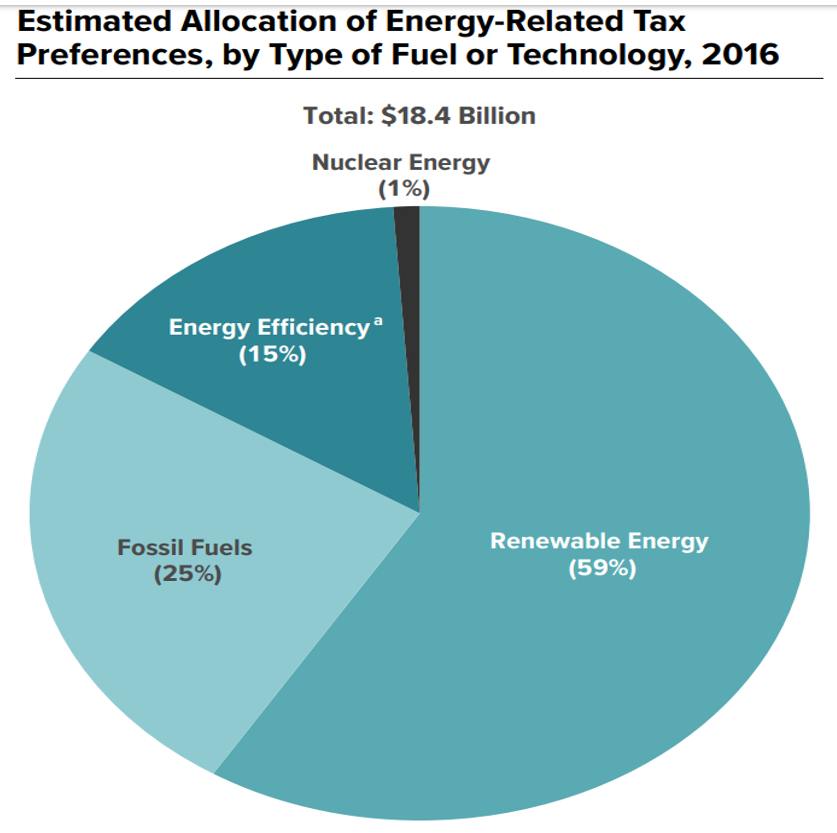 Estimated Allocation of Energy-Related Tax
Preferences, by Type of Fuel or Technology, 2016
Total: $18.4 Billion
Nuclear Energy
(1%)
Energy Efficiency a
(15%)
Renewable Energy
(59%)
Fossil Fuels
(25%)